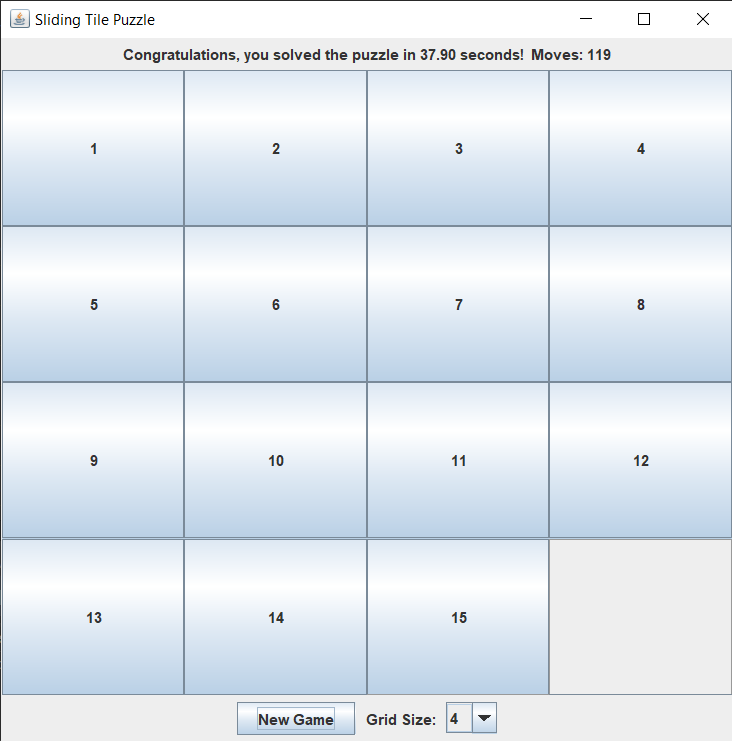 Sliding Tile Puzzle
Congratulations, you solved the puzzle in 37.90 seconds! Moves: 119
1 2 3 4
5 6 7 8
9 10 11 12
13 14 15
New Game Grid Size: 4